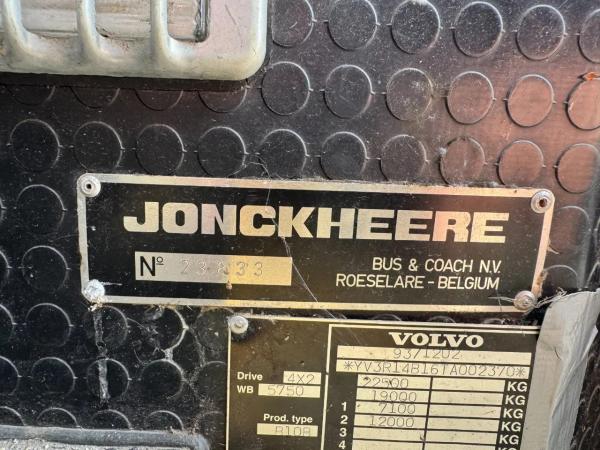 JONCKHEERE
Nº 23833
BUS & COACH N.V.
ROESELARE - BELGIUM
VOLVO
93/1202
*YV3R14B16TA002370*
Drive 4X2 22500 KG
WB 5750 19000 KG
1 7100 KG
Prod. type 2 12000 KG
B10B 3 KG
4